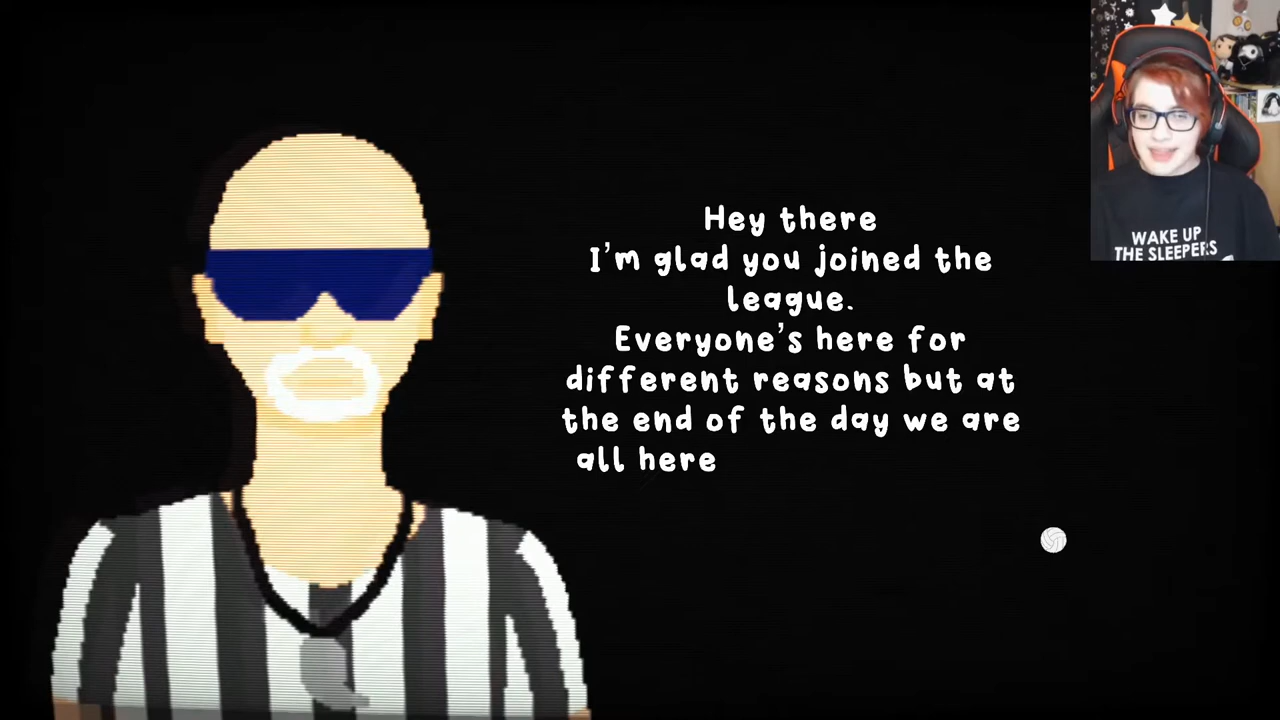 Hey there
I'm glad you joined the
league.
Everyone's here for
different reasons but at
the end of the day we are
all here
WAKE UP
THE SLEEPERS